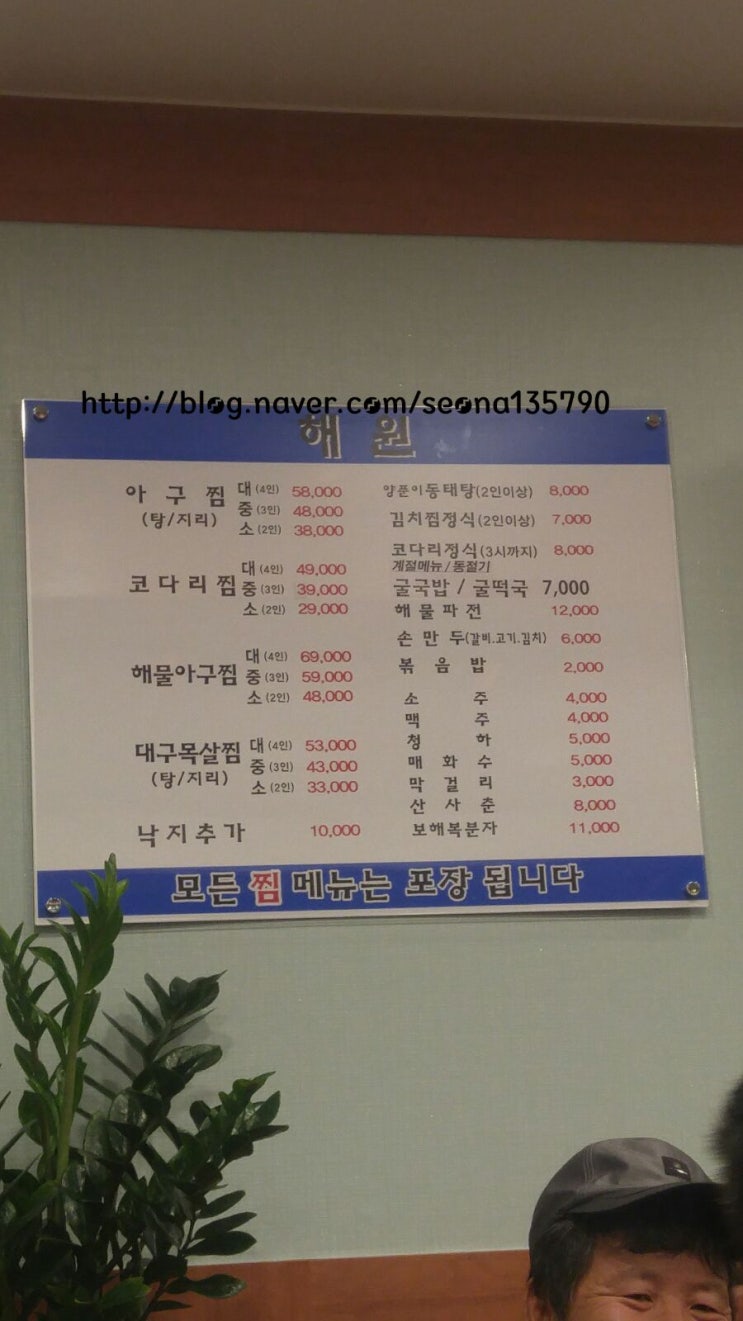 http://blog.naver.com/seona135790
해원
아구찜 대(4인) 58,000
(탕/지리) 중(3인) 48,000
소(2인) 38,000
코다리찜 대(4인) 49,000
중(3인) 39,000
소(2인) 29,000
해물아구찜 대(4인) 69,000
중(3인) 59,000
소(2인) 48,000
대구목살찜 대(4인) 53,000
(탕/지리) 중(3인) 43,000
소(2인) 33,000
낙지추가 10,000
양푼이동태탕(2인이상) 8,000
김치찜정식(2인이상) 7,000
코다리정식(3시까지) 8,000
계절메뉴/동절기
굴국밥 / 굴떡국 7,000
해물파전 12,000
손만두(갈비.고기.김치) 6,000
볶음밥 2,000
소주 4,000
맥주 4,000
청하 5,000
매화수 5,000
막걸리 3,000
산사춘 8,000
보해복분자 11,000
모든 찜 메뉴는 포장 됩니다